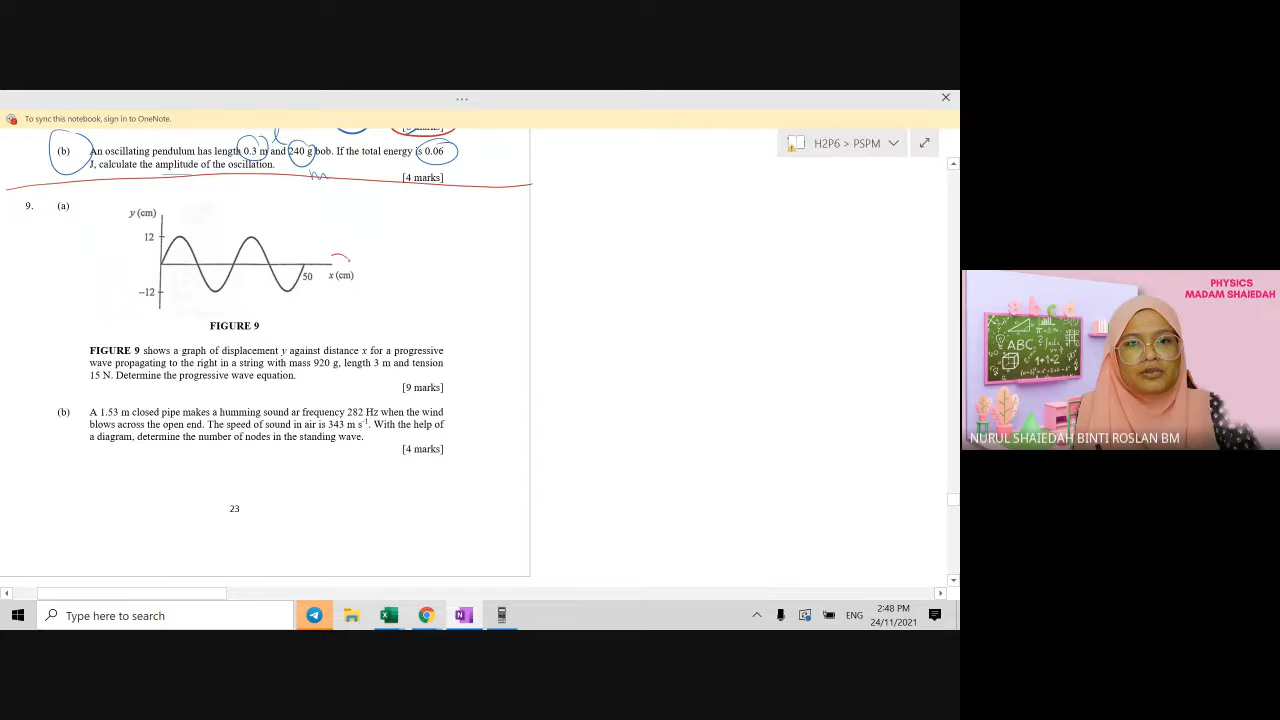 To sync this notebook, sign in to OneNote.
H2P6 > PSPM
(b) An oscillating pendulum has length 0.3 m and 240 g bob. If the total energy is 0.06
J, calculate the amplitude of the oscillation.
l
m
[4 marks]
9. (a)
y (cm)
12
50
x (cm)
−12
FIGURE 9
FIGURE 9 shows a graph of displacement y against distance x for a progressive
wave propagating to the right in a string with mass 920 g, length 3 m and tension
15 N. Determine the progressive wave equation.
[9 marks]
(b) A 1.53 m closed pipe makes a humming sound ar frequency 282 Hz when the wind
blows across the open end. The speed of sound in air is 343 m s⁻¹. With the help of
a diagram, determine the number of nodes in the standing wave.
[4 marks]
23
PHYSICS
MADAM SHAIEDAH
a b c d
ABC
1+1=2
NURUL SHAIEDAH BINTI ROSLAN BM
Type here to search
ENG
2:48 PM
24/11/2021